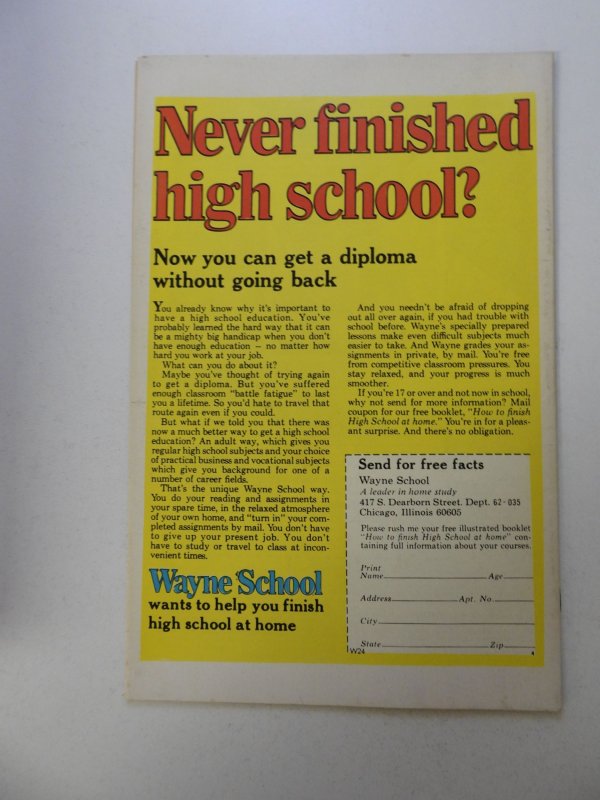 Never finished
high school?
Now you can get a diploma
without going back
You already know why it's important to
have a high school education. You've
probably learned the hard way that it can
be a mighty big handicap when you don't
have enough education — no matter how
hard you work at your job.
What can you do about it?
Maybe you've thought of trying again
to get a diploma. But you've suffered
enough classroom "battle fatigue" to last
you a lifetime. So you'd hate to travel that
route again even if you could.
But what if we told you that there was
now a much better way to get a high school
education? An adult way, which gives you
regular high school subjects and your choice
of practical business and vocational subjects
which give you background for one of a
number of career fields.
That's the unique Wayne School way.
You do your reading and assignments in
your spare time, in the relaxed atmosphere
of your own home, and "turn in" your com-
pleted assignments by mail. You don't have
to give up your present job. You don't
have to study or travel to class at incon-
venient times.
Wayne School
wants to help you finish
high school at home
And you needn't be afraid of dropping
out all over again, if you had trouble with
school before. Wayne's specially prepared
lessons make even difficult subjects much
easier to take. And Wayne grades your as-
signments in private, by mail. You're free
from competitive classroom pressures. You
stay relaxed, and your progress is much
smoother.
If you're 17 or over and not now in school,
why not send for more information? Mail
coupon for our free booklet, "How to finish
High School at home." You're in for a pleas-
ant surprise. And there's no obligation.
Send for free facts
Wayne School
A leader in home study
417 S. Dearborn Street. Dept. 62-035
Chicago, Illinois 60605
Please rush me your free illustrated booklet
"How to finish High School at home" con-
taining full information about your courses.
Print
Name Age
Address Apt. No.
City
State Zip
W24